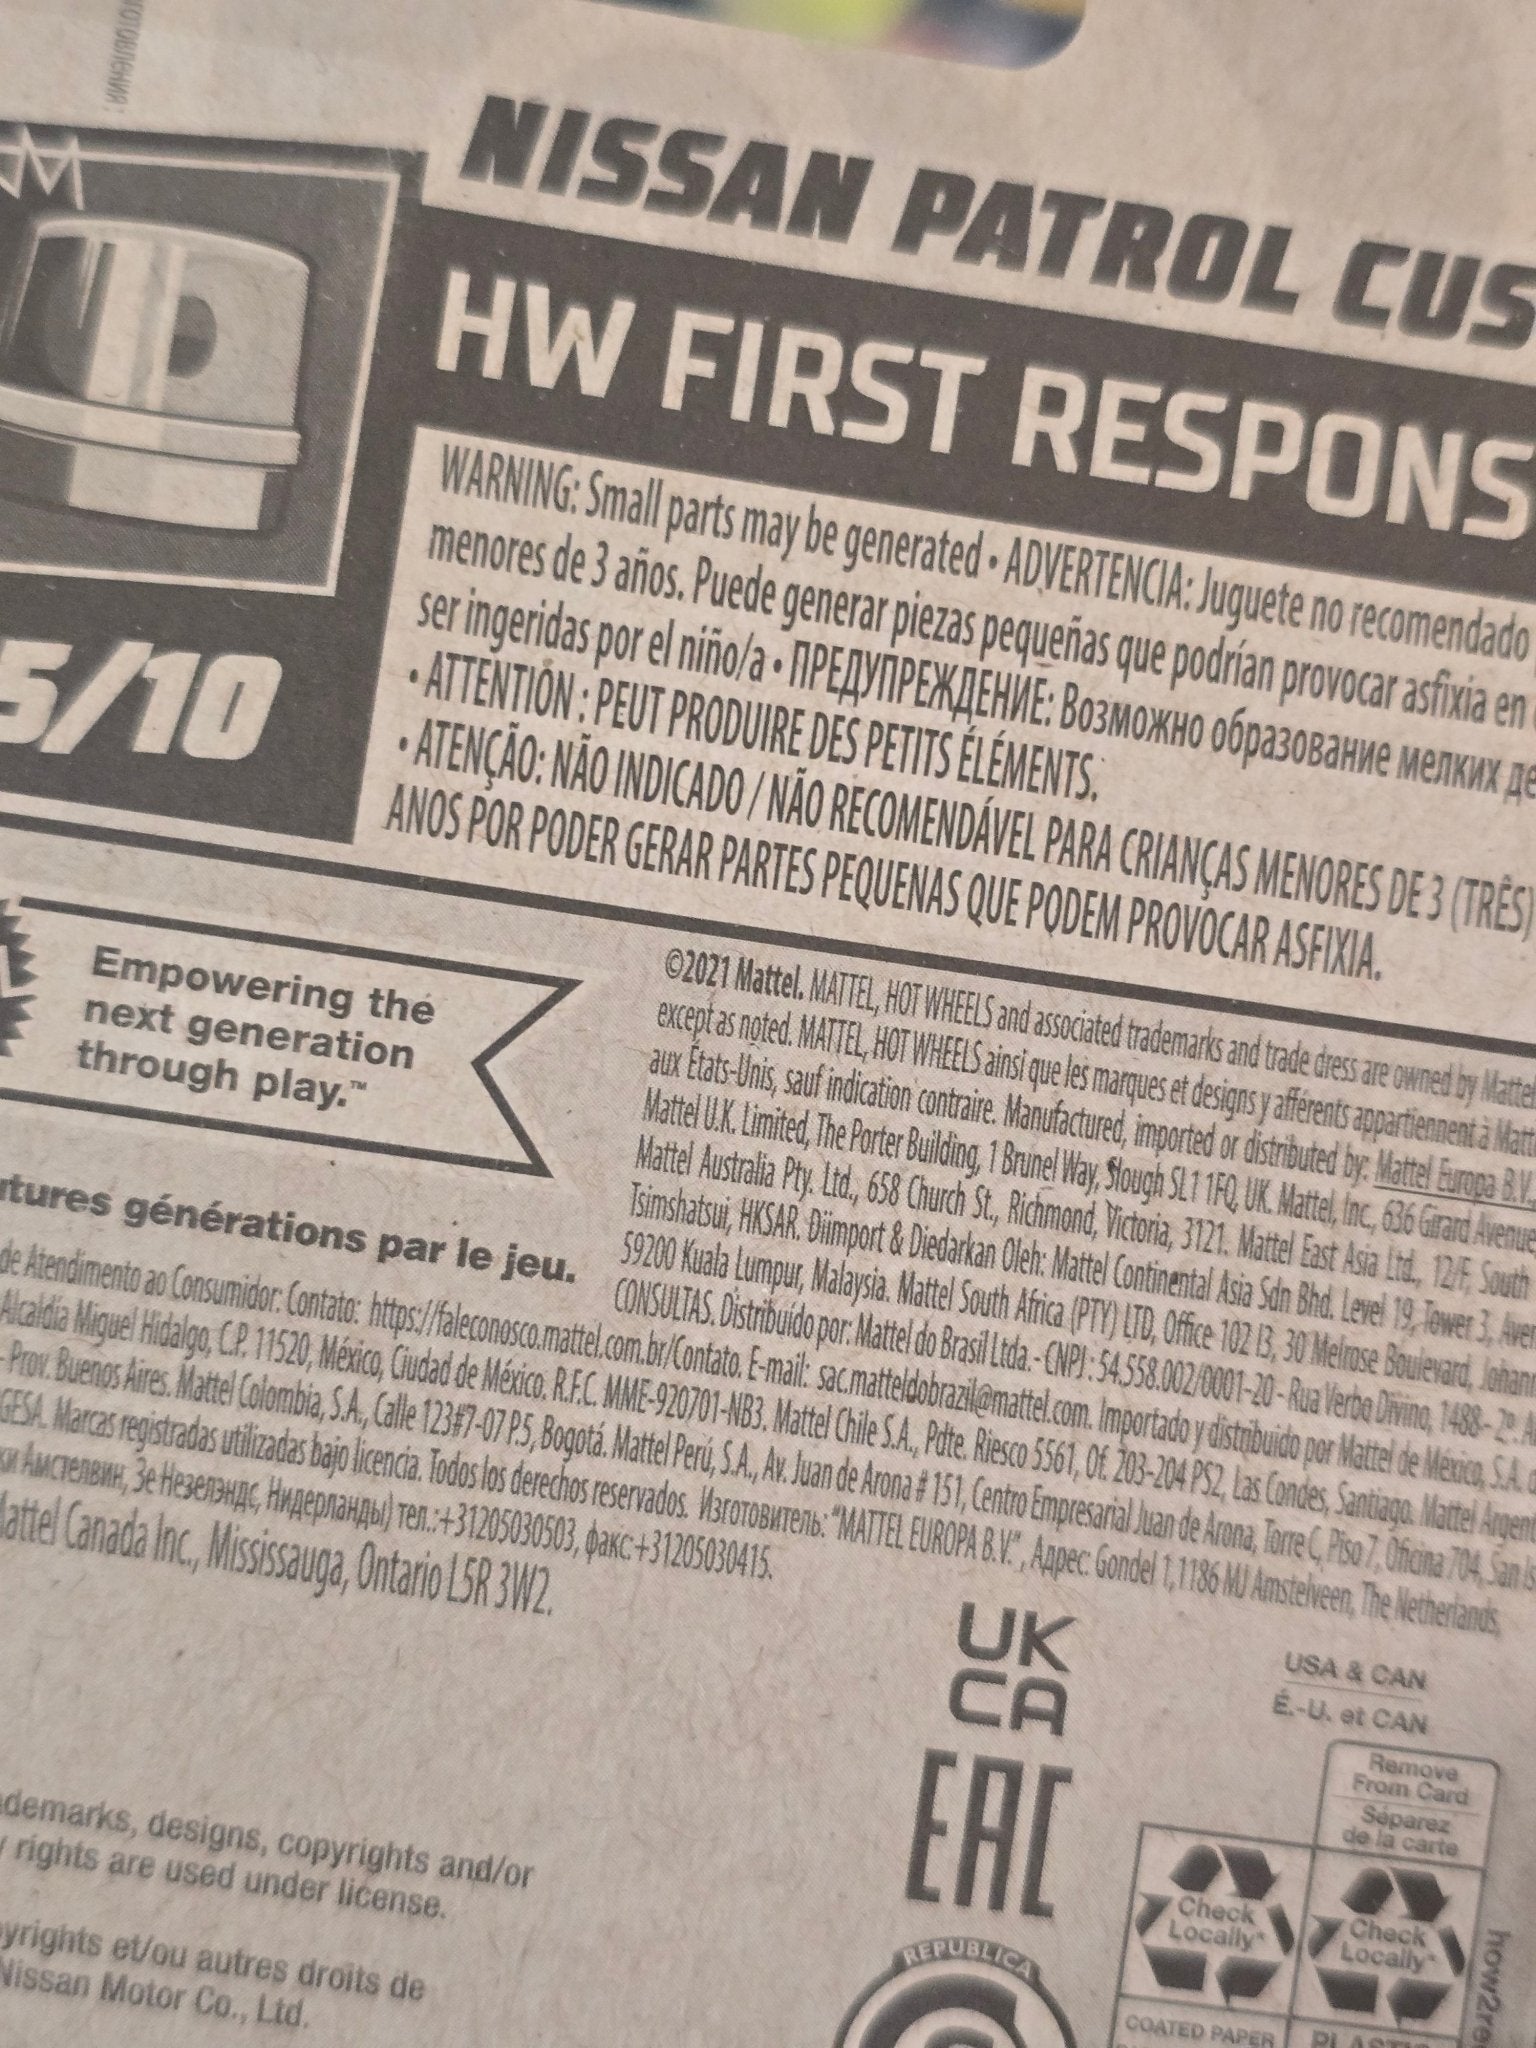 NISSAN PATROL CUS
HW FIRST RESPONS
WARNING: Small parts may be generated • ADVERTENCIA: Juguete no recomendado
menores de 3 años. Puede generar piezas pequeñas que podrían provocar asfixia en
ser ingeridas por el niño/a • ПРЕДУПРЕЖДЕНИЕ: Возможно образование мелких де
• ATTENTION : PEUT PRODUIRE DES PETITS ÉLÉMENTS.
• ATENÇÃO: NÃO INDICADO / NÃO RECOMENDÁVEL PARA CRIANÇAS MENORES DE 3 (TRÊS)
ANOS POR PODER GERAR PARTES PEQUENAS QUE PODEM PROVOCAR ASFIXIA.
5/10
Empowering the
next generation
through play.™
utures générations par le jeu.
©2021 Mattel. MATTEL, HOT WHEELS and associated trademarks and trade dress are owned by Mattel
except as noted. MATTEL, HOT WHEELS ainsi que les marques et designs y afférents appartiennent à Matt
aux États-Unis, sauf indication contraire. Manufactured, imported or distributed by: Mattel Europa B.V.
Mattel U.K. Limited, The Porter Building, 1 Brunel Way, Slough SL1 1FQ, UK. Mattel, Inc., 636 Girard Avenue
Mattel Australia Pty. Ltd., 658 Church St., Richmond, Victoria, 3121. Mattel East Asia Ltd., 12/F, South
Tsimshatsui, HKSAR. Diimport & Diedarkan Oleh: Mattel Continental Asia Sdn Bhd. Level 19, Tower 3, Aven
59200 Kuala Lumpur, Malaysia. Mattel South Africa (PTY) LTD, Office 102 I3, 30 Melrose Boulevard, Johann
CONSULTAS. Distribuído por: Mattel do Brasil Ltda. - CNPJ : 54.558.002/0001-20 - Rua Verbo Divino, 1488- 2º. A
de Atendimento ao Consumidor: Contato: https://faleconosco.mattel.com.br/Contato. E-mail: sac.matteldobrazil@mattel.com. Importado y distribuido por Mattel de México, S.A. d
Alcaldía Miguel Hidalgo, C.P. 11520, México, Ciudad de México. R.F.C. MME-920701-NB3. Mattel Chile S.A., Pdte. Riesco 5561, Of. 203-204 PS2, Las Condes, Santiago. Mattel Argent
- Prov. Buenos Aires. Mattel Colombia, S.A., Calle 123#7-07 P.5, Bogotá. Mattel Perú, S.A., Av. Juan de Arona # 151, Centro Empresarial Juan de Arona, Torre C, Piso 7, Oficina 704, San Is
GESA. Marcas registradas utilizadas bajo licencia. Todos los derechos reservados. Изготовитель: "MATTEL EUROPA B.V.", Адрес: Gondel 1, 1186 MJ Amstelveen, The Netherlands,
ки Амстелвин, Зе Незелэндс, Нидерланды) тел.:+31205030503, факс:+31205030415.
Mattel Canada Inc., Mississauga, Ontario L5R 3W2.
UK
CA
EAC
USA & CAN
É.-U. et CAN
Remove
From Card
Séparez
de la carte
Check
Locally*
Check
Locally*
COATED PAPER
PLASTIC
how2re
REPUBLICA
demarks, designs, copyrights and/or
rights are used under license.
yrights et/ou autres droits de
Nissan Motor Co., Ltd.